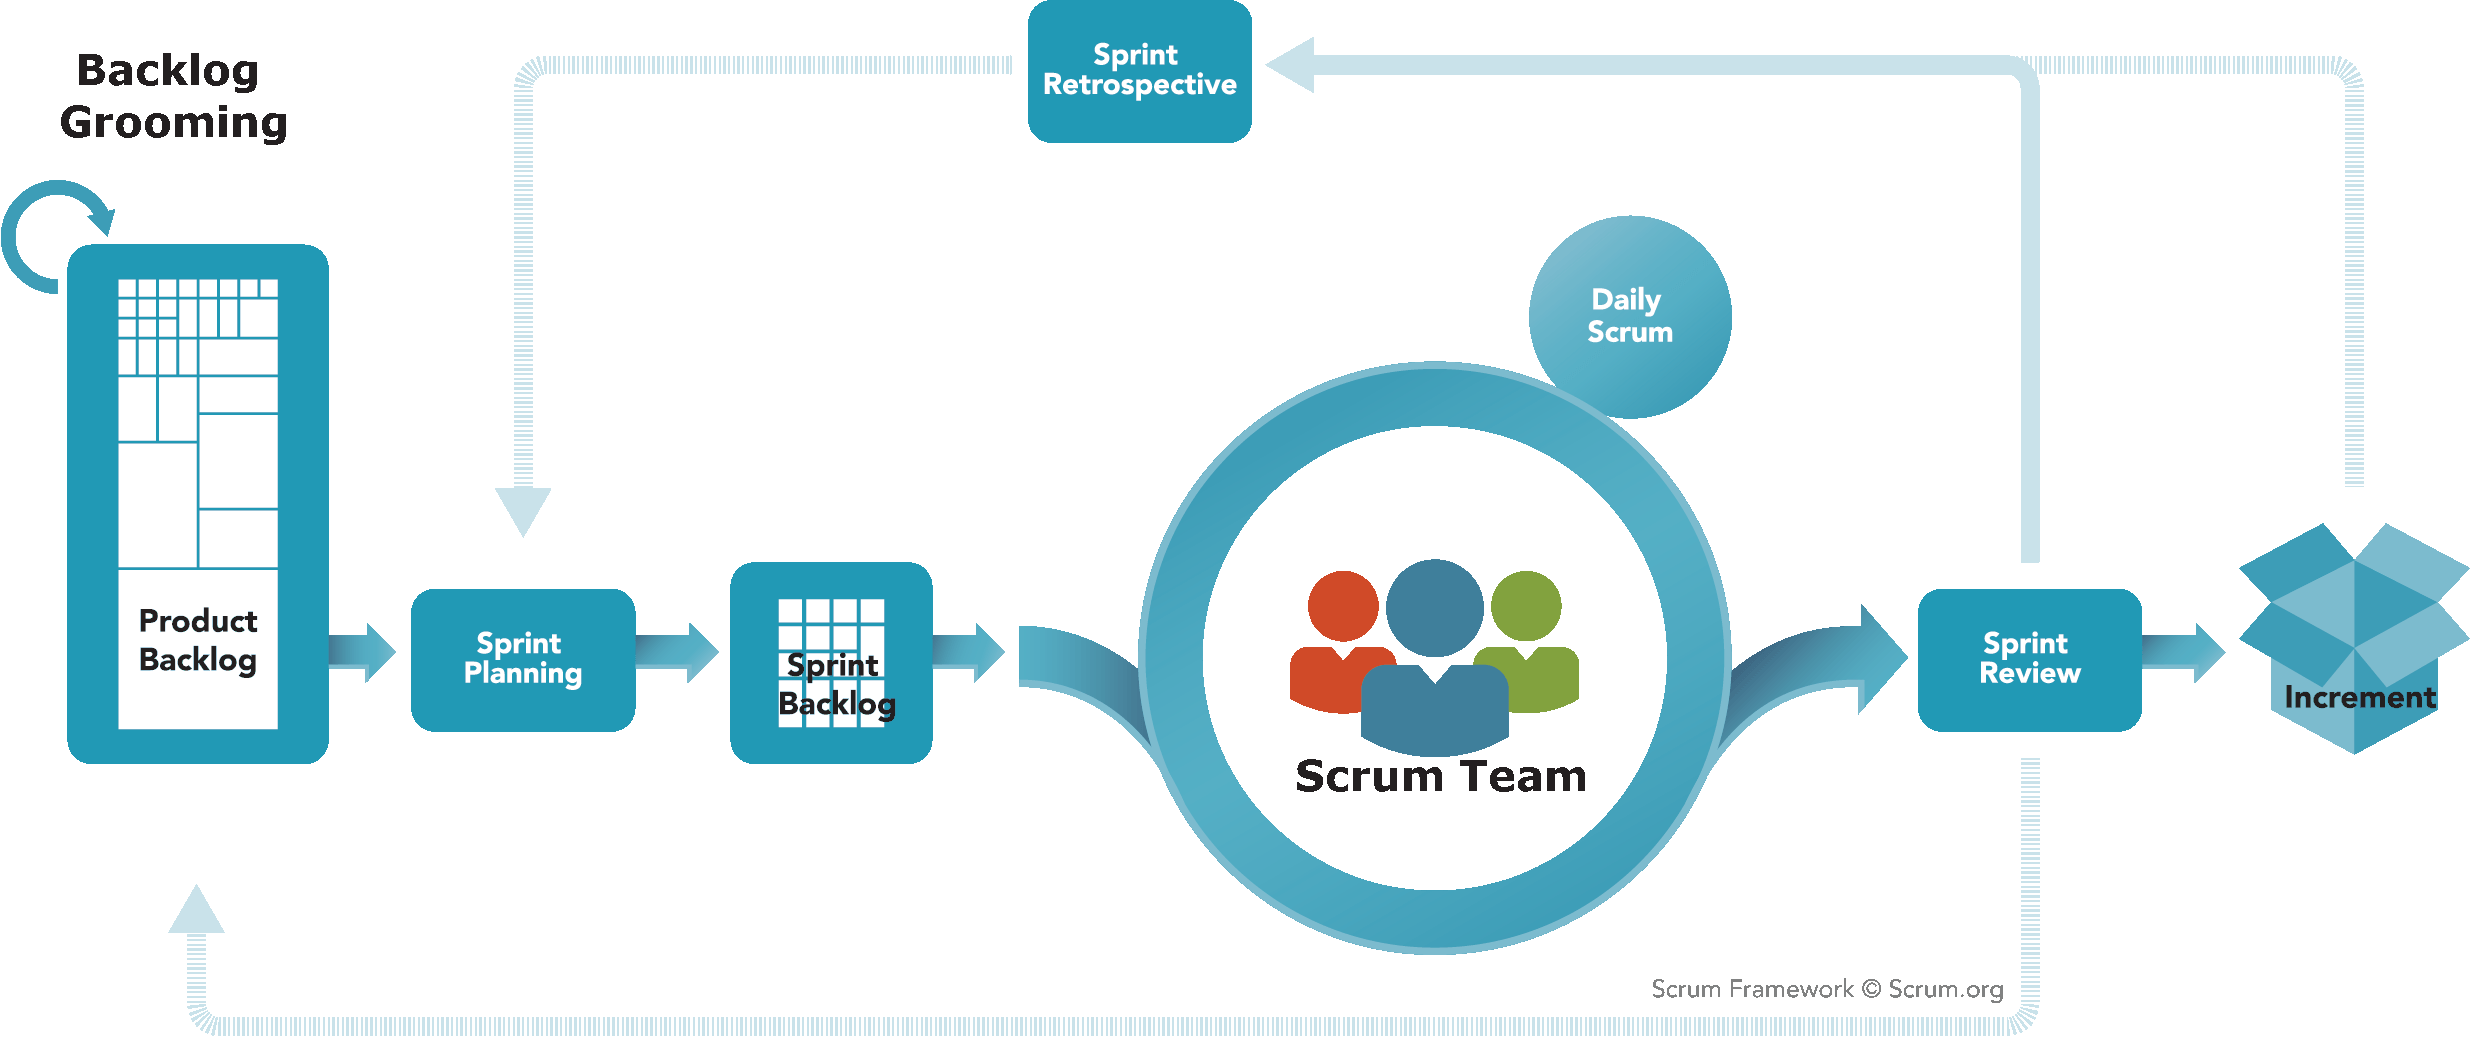 Backlog
Grooming
Sprint
Retrospective
Daily
Scrum
Product
Backlog
Sprint
Planning
Sprint
Backlog
Scrum Team
Sprint
Review
Increment
Scrum Framework © Scrum.org